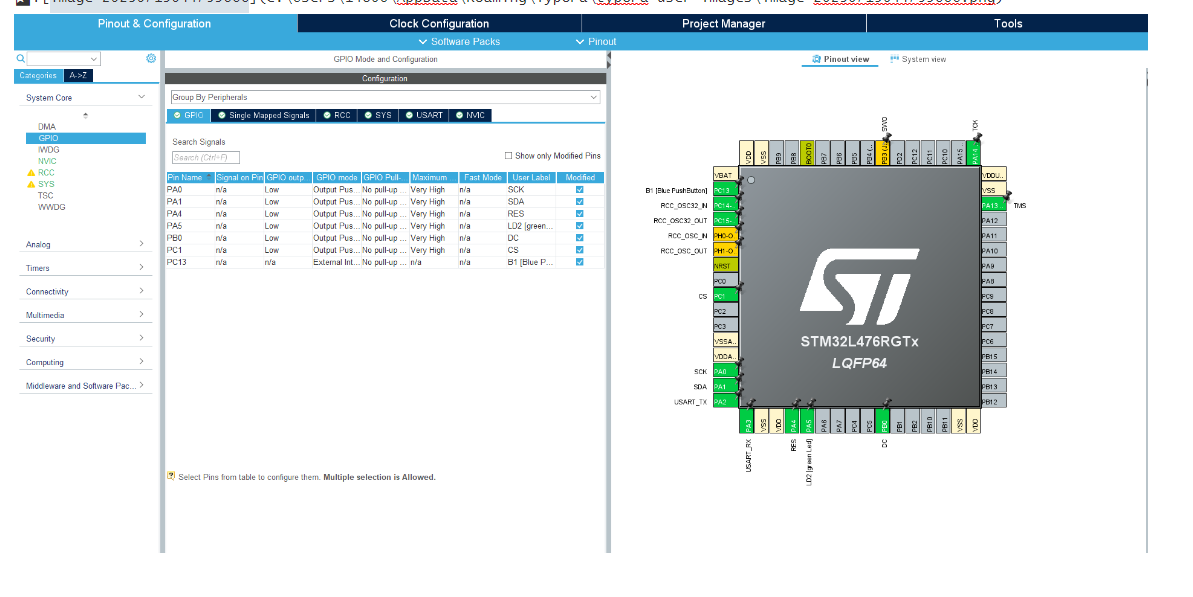 Pinout & Configuration
Clock Configuration
Project Manager
Tools
Software Packs
Pinout
GPIO Mode and Configuration
Pinout view
System view
Categories
A->Z
Configuration
System Core
Group By Peripherals
DMA
GPIO
IWDG
NVIC
RCC
SYS
TSC
WWDG
Analog
Timers
Connectivity
Multimedia
Security
Computing
Middleware and Software Pac...
GPIO
Single Mapped Signals
RCC
SYS
USART
NVIC
Search Signals
Search (Ctrl+F)
Show only Modified Pins
Pin Name Signal on Pin GPIO outp... GPIO mode GPIO Pull-... Maximum Fast Mode User Label Modified
PA0 n/a Low Output Pus... No pull-up ... Very High n/a SCK
PA1 n/a Low Output Pus... No pull-up ... Very High n/a SDA
PA4 n/a Low Output Pus... No pull-up ... Very High n/a RES
PA5 n/a Low Output Pus... No pull-up ... Very High n/a LD2 [green...
PB0 n/a Low Output Pus... No pull-up ... Very High n/a DC
PC1 n/a Low Output Pus... No pull-up ... Very High n/a CS
PC13 n/a n/a External Int... No pull-up ... n/a n/a B1 [Blue P...
Select Pins from table to configure them. Multiple selection is Allowed.
SWO
TCK
VDD
VSS
PB9
PB8
BOOT0
PB7
PB6
PB5
PB4 (..
PB3 (J..
PD2
PC12
PC11
PC10
PA15
PA14..
VBAT
B1 [Blue PushButton] PC13
RCC_OSC32_IN PC14-
RCC_OSC32_OUT PC15-
RCC_OSC_IN PH0-O
RCC_OSC_OUT PH1-O
NRST
PC0
CS PC1
PC2
PC3
VSSA..
VDDA..
SCK PA0
SDA PA1
USART_TX PA2
VDDU..
VSS
PA13.. TMS
PA12
PA11
PA10
PA9
PA8
PC9
PC8
PC7
PC6
PB15
PB14
PB13
PB12
ST
STM32L476RGTx
LQFP64
PA3
VSS
VDD
PA4
PA5
PA6
PA7
PC4
PC5
PB0
PB1
PB2
PB10
PB11
VSS
VDD
USART_RX
RES
LD2 [green Led]
DC